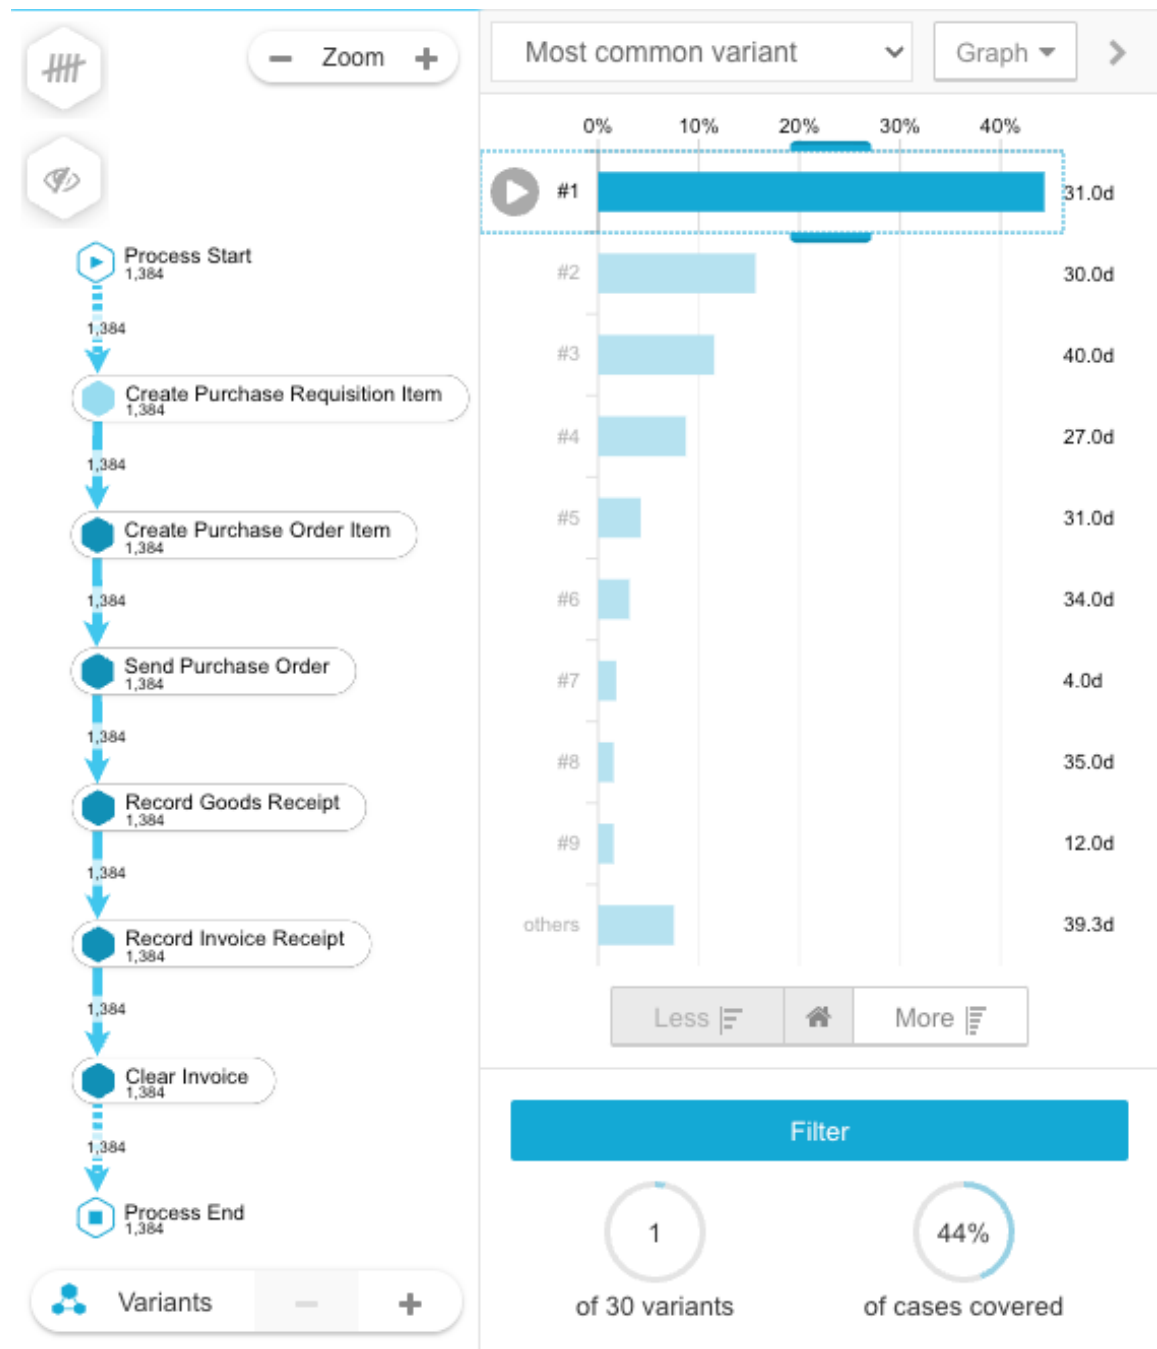 Zoom
Process Start
1,384
1,384
Create Purchase Requisition Item
1,384
1,384
Create Purchase Order Item
1,384
1,384
Send Purchase Order
1,384
1,384
Record Goods Receipt
1,384
1,384
Record Invoice Receipt
1,384
1,384
Clear Invoice
1,384
1,384
Process End
1,384
Variants
Most common variant
Graph
0% 10% 20% 30% 40%
#1 31.0d
#2 30.0d
#3 40.0d
#4 27.0d
#5 31.0d
#6 34.0d
#7 4.0d
#8 35.0d
#9 12.0d
others 39.3d
Less More
Filter
1
of 30 variants
44%
of cases covered